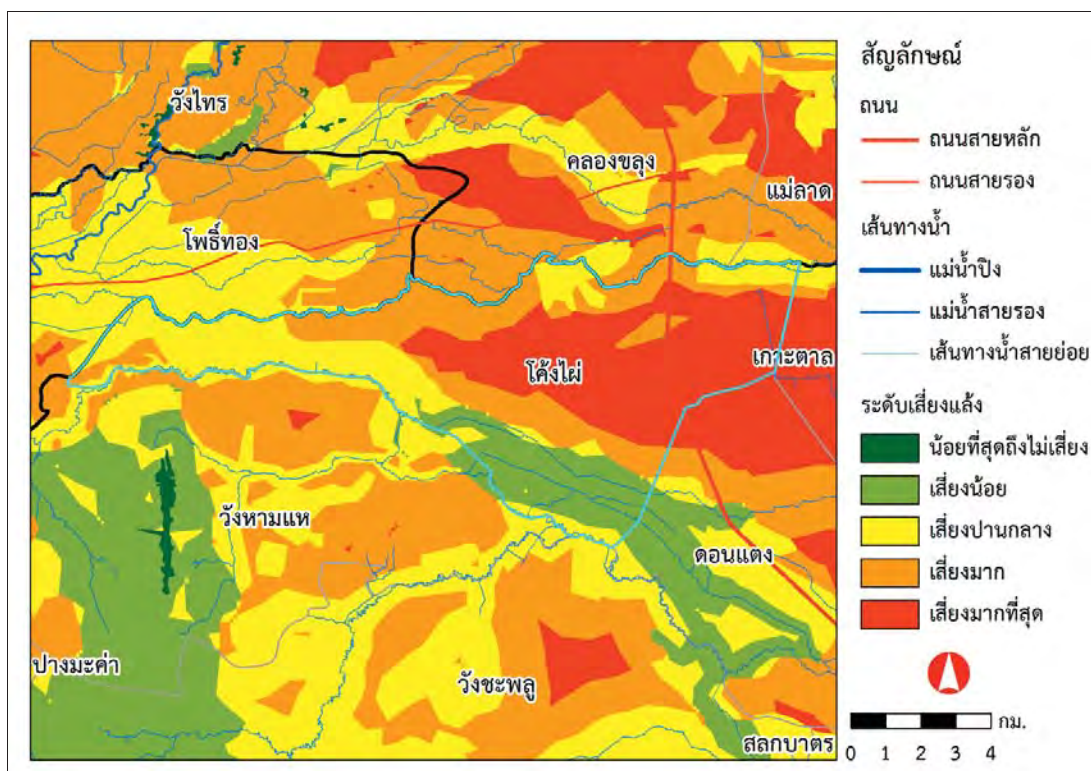 วังไทร
คลองขลุง
แม่ลาด
โพธิ์ทอง
โค้งไผ่
เกาะตาล
วังหามแห
ดอนแตง
ปางมะค่า
วังชะพลู
สลกบาตร
สัญลักษณ์
ถนน
ถนนสายหลัก
ถนนสายรอง
เส้นทางน้ำ
แม่น้ำปิง
แม่น้ำสายรอง
เส้นทางน้ำสายย่อย
ระดับเสี่ยงแล้ง
น้อยที่สุดถึงไม่เสี่ยง
เสี่ยงน้อย
เสี่ยงปานกลาง
เสี่ยงมาก
เสี่ยงมากที่สุด
กม.
0 1 2 3 4